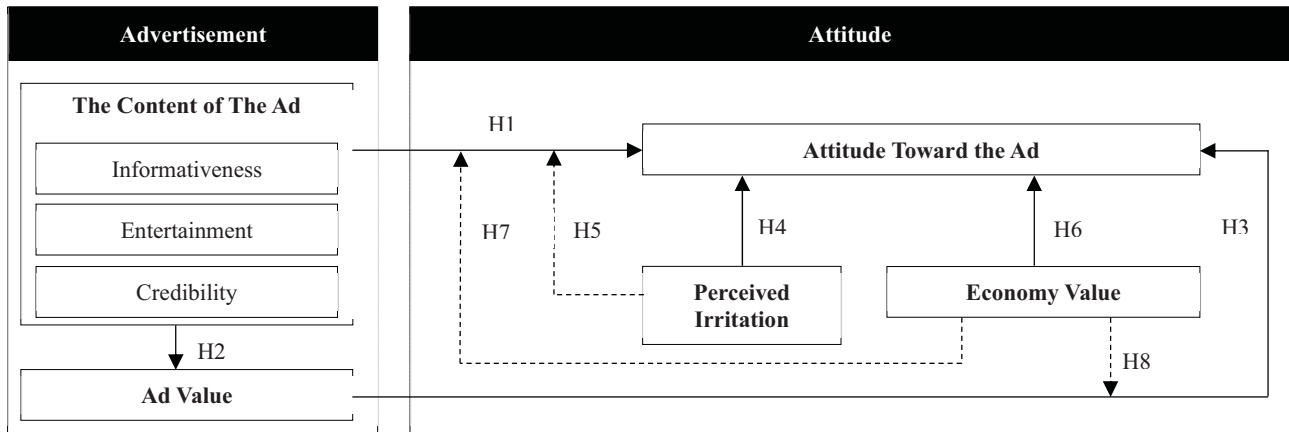 Advertisement
Attitude
The Content of The Ad
Informativeness
Entertainment
Credibility
H2
Ad Value
H1
Attitude Toward the Ad
H7
H5
H4
H6
H3
Perceived
Irritation
Economy Value
H8